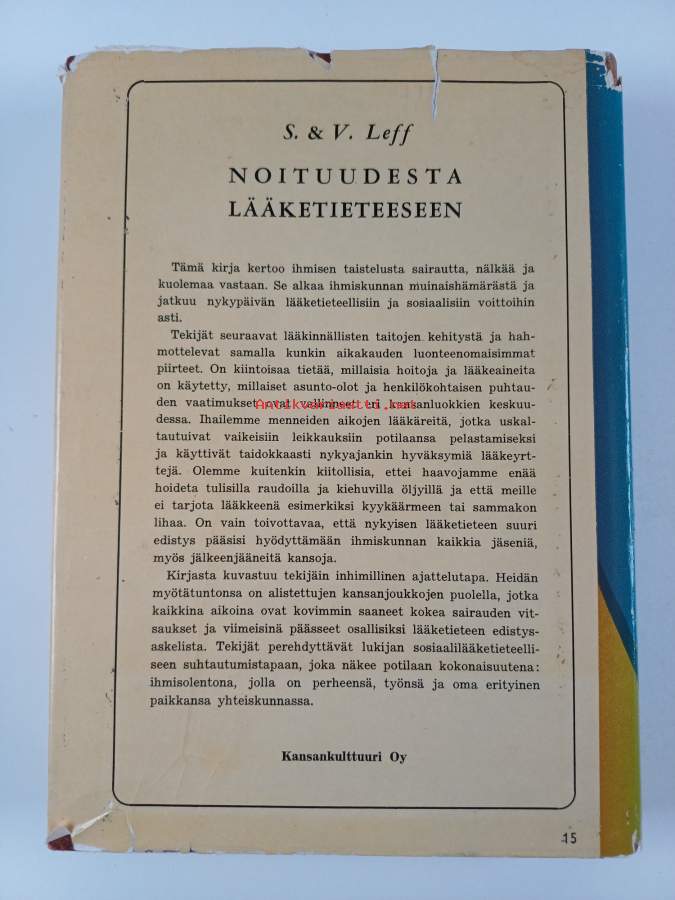 S. & V. Leff
NOITUUDESTA
LÄÄKETIETEESEEN
Tämä kirja kertoo ihmisen taistelusta sairautta, nälkää ja
kuolemaa vastaan. Se alkaa ihmiskunnan muinaishämärästä ja
jatkuu nykypäivän lääketieteellisiin ja sosiaalisiin voittoihin
asti.
Tekijät seuraavat lääkinnällisten taitojen kehitystä ja hah-
mottelevat samalla kunkin aikakauden luonteenomaisimmat
piirteet. On kiintoisaa tietää, millaisia hoitoja ja lääkeaineita
on käytetty, millaiset asunto-olot ja henkilökohtaisen puhtau-
den vaatimukset ovat vallinneet eri kansanluokkien keskuu-
Antikvariaatti.net
dessa. Ihailemme menneiden aikojen lääkäreitä, jotka uskal-
tautuivat vaikeisiin leikkauksiin potilaansa pelastamiseksi
ja käyttivät taidokkaasti nykyajankin hyväksymiä lääkeyrt-
tejä. Olemme kuitenkin kiitollisia, ettei haavojamme enää
hoideta tulisilla raudoilla ja kiehuvilla öljyillä ja että meille
ei tarjota lääkkeenä esimerkiksi kyykäärmeen tai sammakon
lihaa. On vain toivottavaa, että nykyisen lääketieteen suuri
edistys pääsisi hyödyttämään ihmiskunnan kaikkia jäseniä,
myös jälkeenjääneitä kansoja.
Kirjasta kuvastuu tekijäin inhimillinen ajattelutapa. Heidän
myötätuntonsa on alistettujen kansanjoukkojen puolella, jotka
kaikkina aikoina ovat kovimmin saaneet kokea sairauden vit-
saukset ja viimeisinä päässeet osallisiksi lääketieteen edistys-
askelista. Tekijät perehdyttävät lukijan sosiaalilääketieteelli-
seen suhtautumistapaan, joka näkee potilaan kokonaisuutena:
ihmisolentona, jolla on perheensä, työnsä ja oma erityinen
paikkansa yhteiskunnassa.
Kansankulttuuri Oy
15